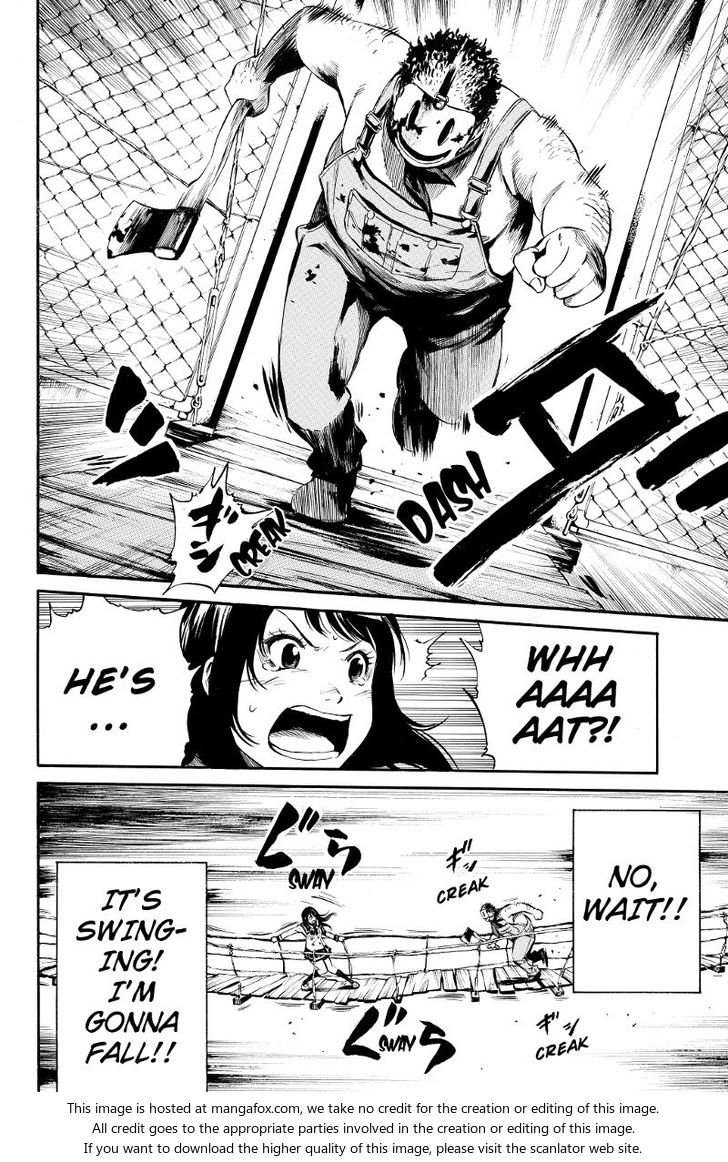 ダッ
DASH
ギシ
CREAK
WHH
AAAA
AAT?!
HE'S
...
NO,
WAIT!!
ぐら
SWAY
ギシッ
CREAK
IT'S
SWING-
ING!
I'M
GONNA
FALL!!
ぐら
SWAY
ギシッ
CREAK
This image is hosted at mangafox.com, we take no credit for the creation or editing of this image.
All credit goes to the appropriate parties involved in the creation or editing of this image.
If you want to download the higher quality of this image, please visit the scanlator web site.